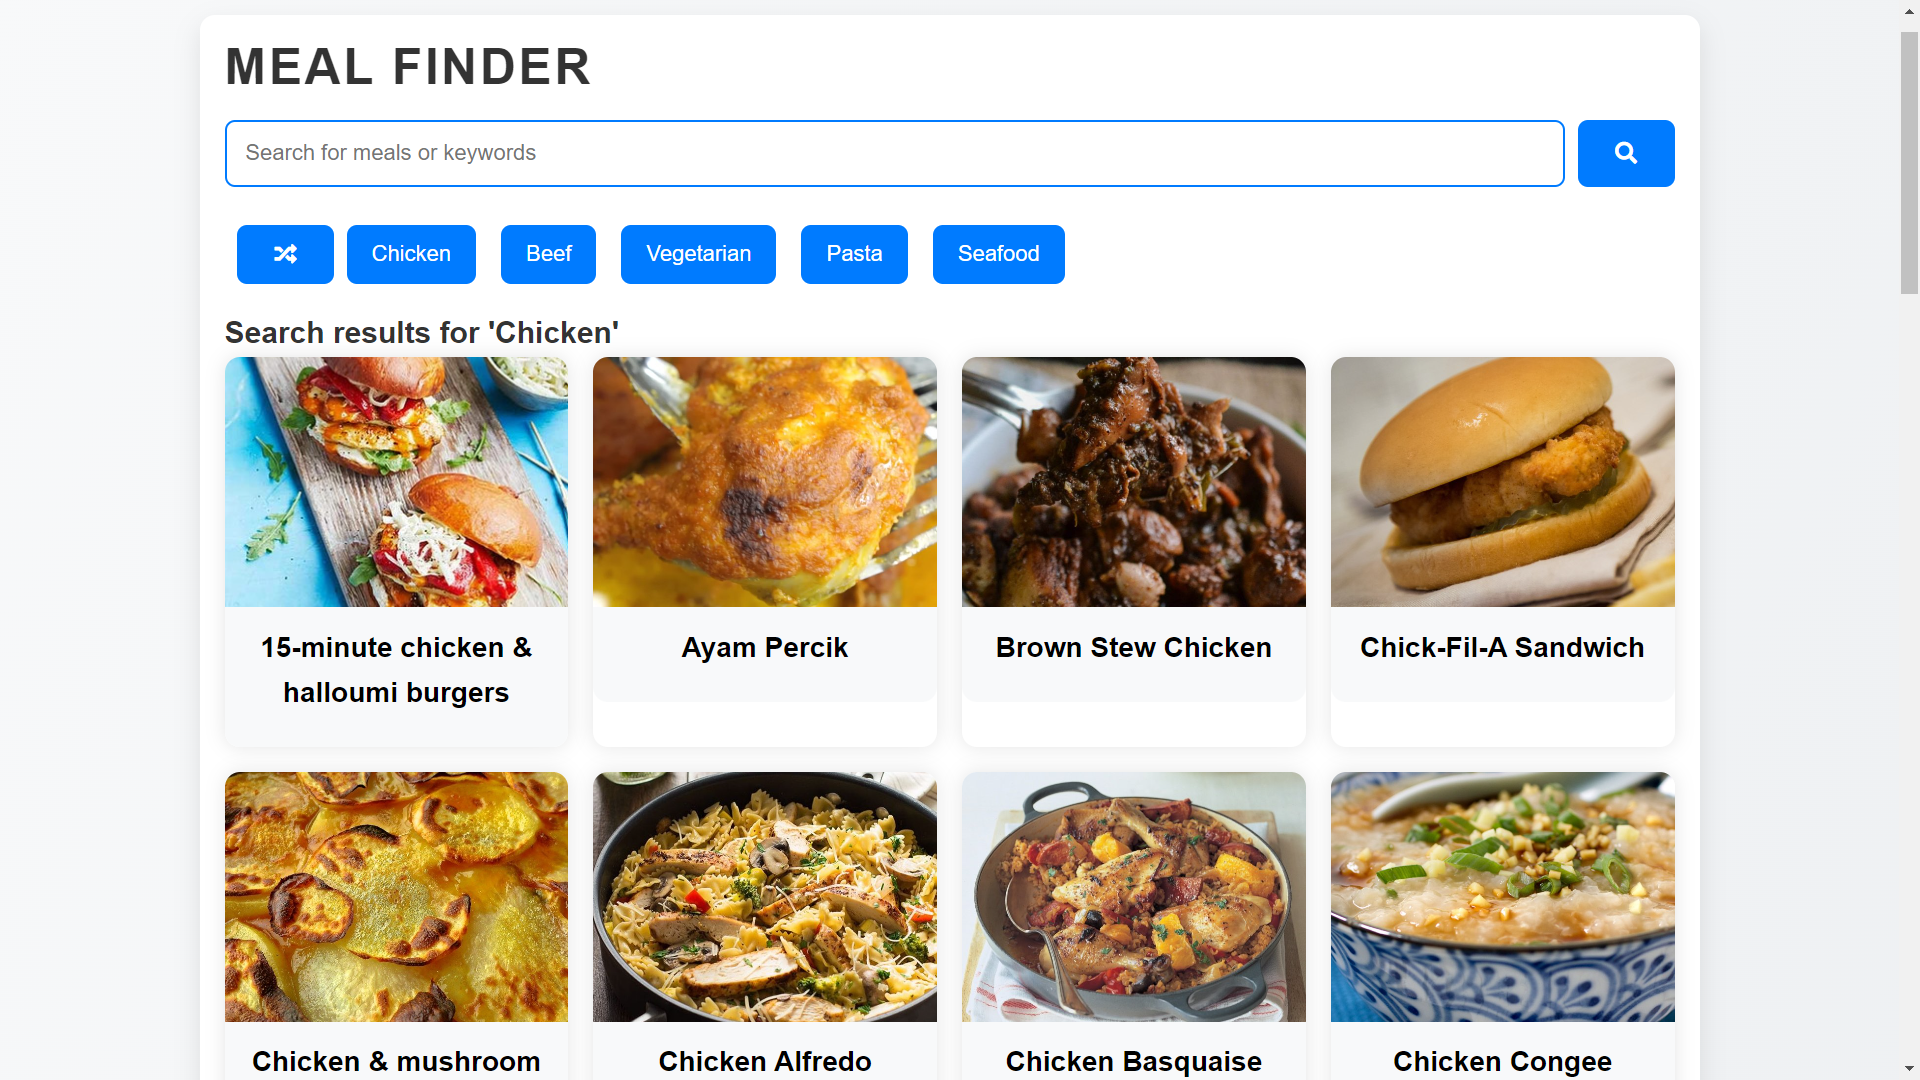 MEAL FINDER
Search for meals or keywords
Chicken
Beef
Vegetarian
Pasta
Seafood
Search results for 'Chicken'
15-minute chicken &
halloumi burgers
Ayam Percik
Brown Stew Chicken
Chick-Fil-A Sandwich
Chicken & mushroom
Chicken Alfredo
Chicken Basquaise
Chicken Congee